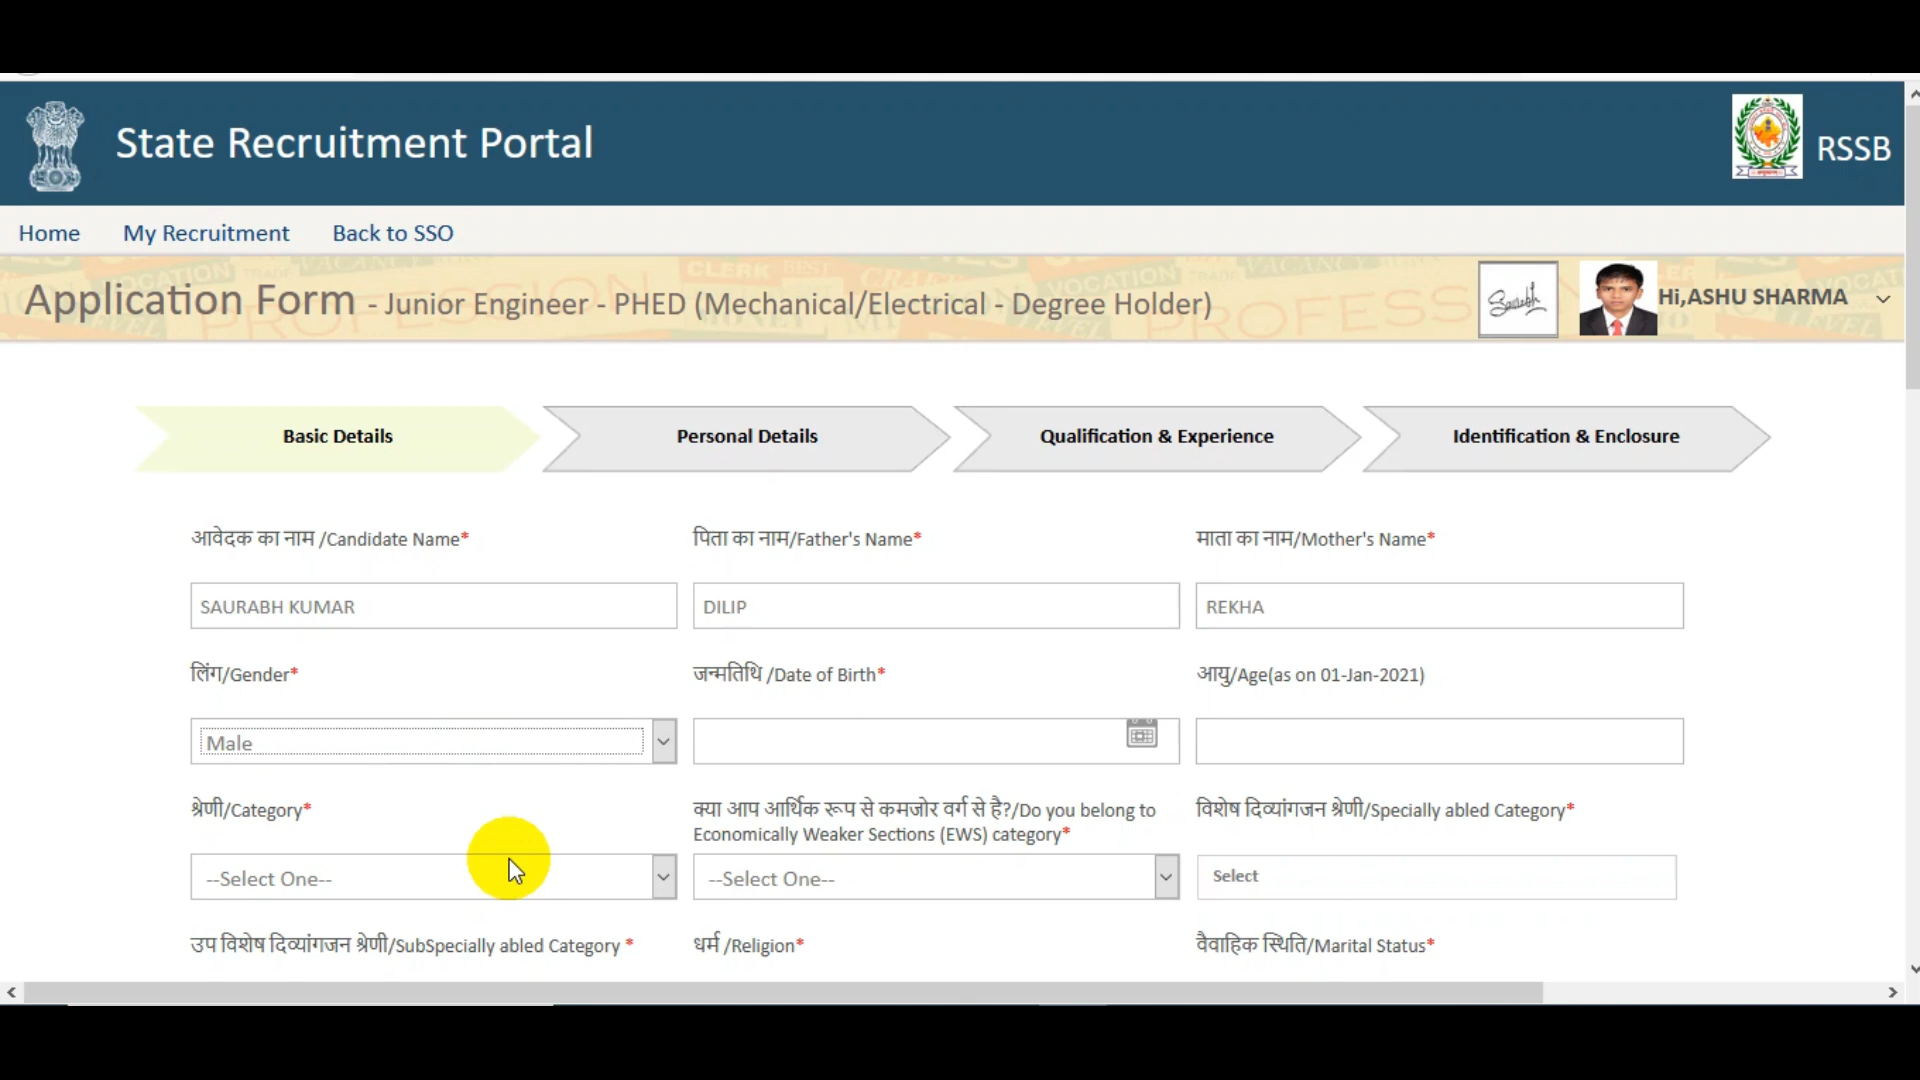 State Recruitment Portal
RSSB
Home My Recruitment Back to SSO
Application Form - Junior Engineer - PHED (Mechanical/Electrical - Degree Holder)
Saurabh
Hi,ASHU SHARMA
Basic Details Personal Details Qualification & Experience Identification & Enclosure
आवेदक का नाम /Candidate Name* पिता का नाम/Father's Name* माता का नाम/Mother's Name*
SAURABH KUMAR DILIP REKHA
लिंग/Gender* जन्मतिथि /Date of Birth* आयु/Age(as on 01-Jan-2021)
Male
श्रेणी/Category* क्या आप आर्थिक रूप से कमजोर वर्ग से है?/Do you belong to विशेष दिव्यांगजन श्रेणी/Specially abled Category*
Economically Weaker Sections (EWS) category*
--Select One-- --Select One-- Select
उप विशेष दिव्यांगजन श्रेणी/SubSpecially abled Category * धर्म /Religion* वैवाहिक स्थिति/Marital Status*